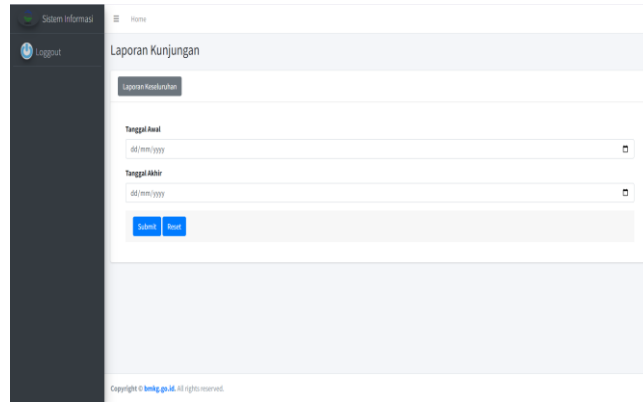 Sistem Informasi
Home
Loggout
Laporan Kunjungan
Laporan Keseluruhan
Tanggal Awal
dd/mm/yyyy
Tanggal Akhir
dd/mm/yyyy
Submit Reset
Copyright © bmkg.go.id. All rights reserved.